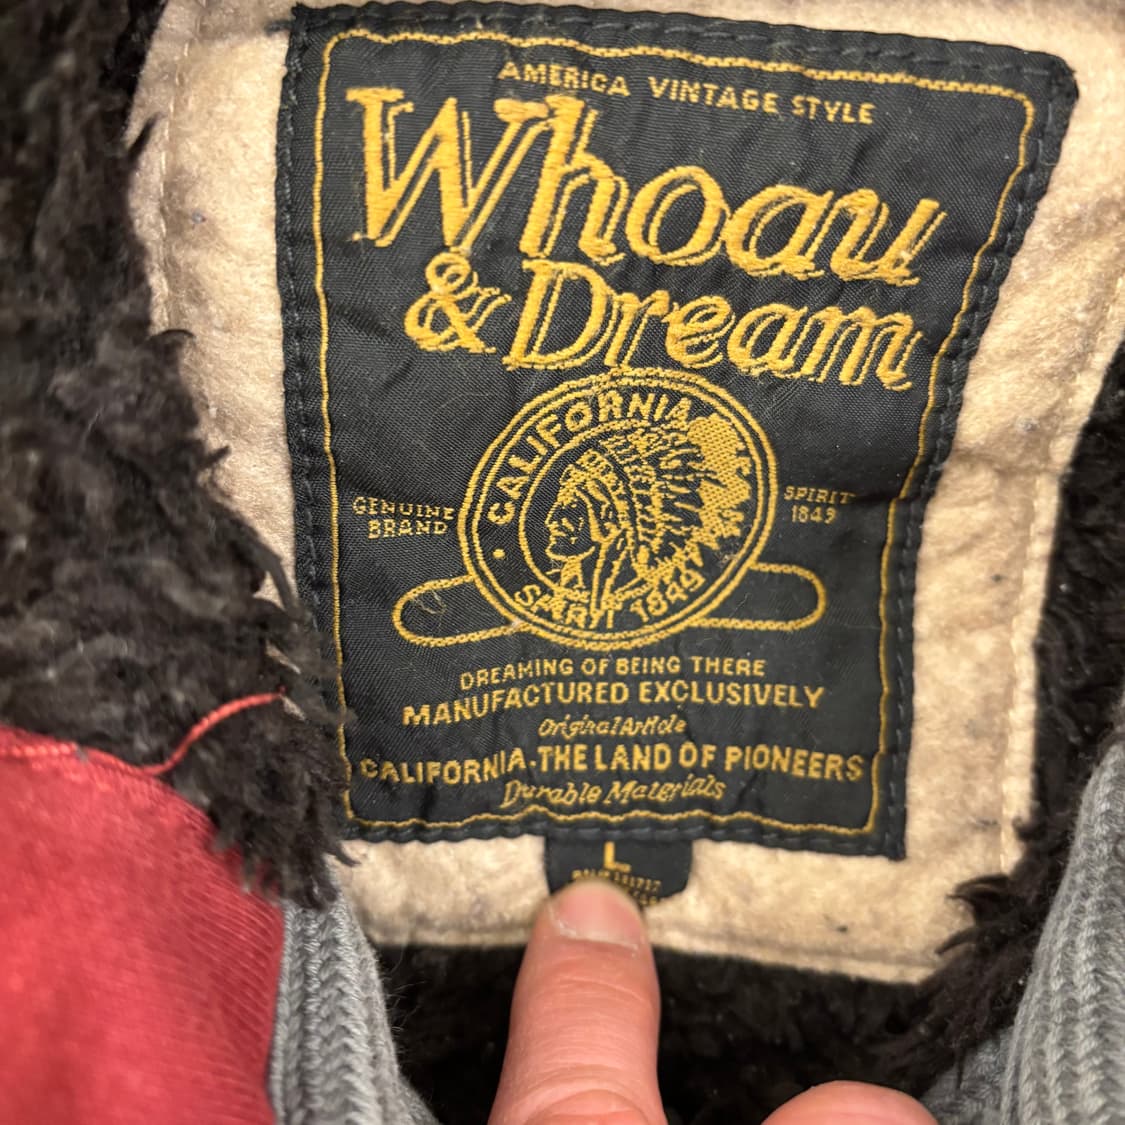 AMERICA VINTAGE STYLE
Whoau
& Dream
CALIFORNIA
GENUINE
BRAND
SPIRIT
1849
1849
DREAMING OF BEING THERE
MANUFACTURED EXCLUSIVELY
Original Article
CALIFORNIA-THE LAND OF PIONEERS
Durable Materials
L